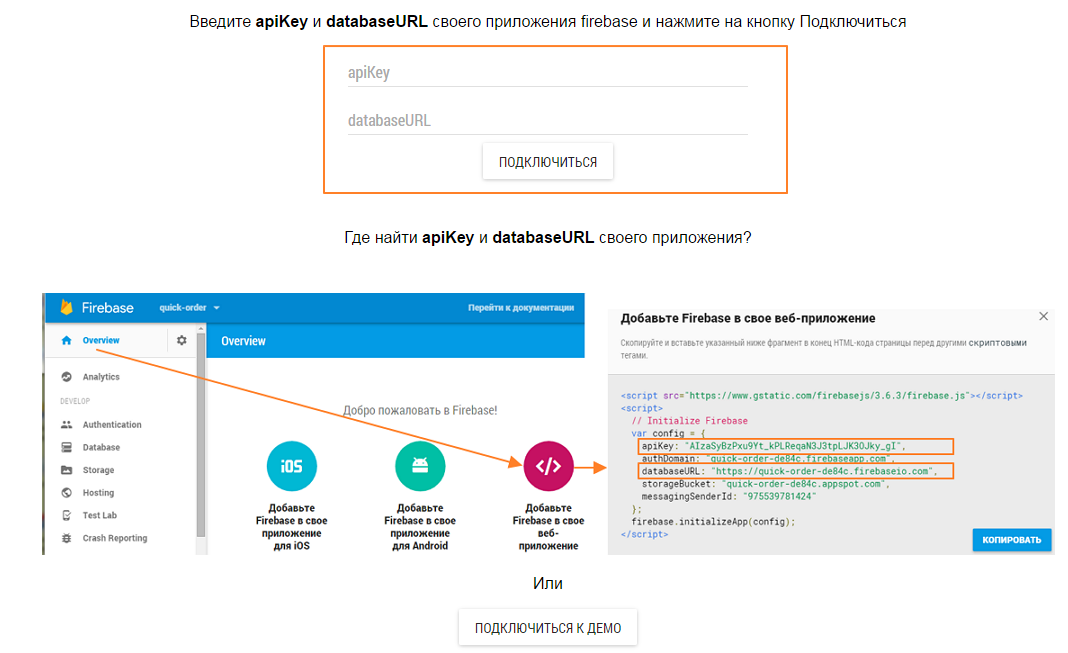 Введите apiKey и databaseURL своего приложения firebase и нажмите на кнопку Подключиться
apiKey
databaseURL
ПОДКЛЮЧИТЬСЯ
Где найти apiKey и databaseURL своего приложения?
Firebase
quick-order
Перейти к документации
Overview
Overview
Analytics
DEVELOP
Authentication
Database
Storage
Hosting
Test Lab
Crash Reporting
Добро пожаловать в Firebase!
iOS
</>
Добавьте
Firebase в свое
приложение
для iOS
Добавьте
Firebase в свое
приложение
для Android
Добавьте
Firebase в свое
веб-
приложение
Добавьте Firebase в свое веб-приложение
Скопируйте и вставьте указанный ниже фрагмент в конец HTML-кода страницы перед другими скриптовыми
тегами.
<script src="https://www.gstatic.com/firebasejs/3.6.3/firebase.js"></script>
<script>
// Initialize Firebase
var config = {
apiKey: "AIzaSyBzPxu9Yt_kPLReqaN3J3tpLJK3OJky_gI",
authDomain: "quick-order-de84c.firebaseapp.com",
databaseURL: "https://quick-order-de84c.firebaseio.com",
storageBucket: "quick-order-de84c.appspot.com",
messagingSenderId: "975539781424"
};
firebase.initializeApp(config);
</script>
КОПИРОВАТЬ
Или
ПОДКЛЮЧИТЬСЯ К ДЕМО